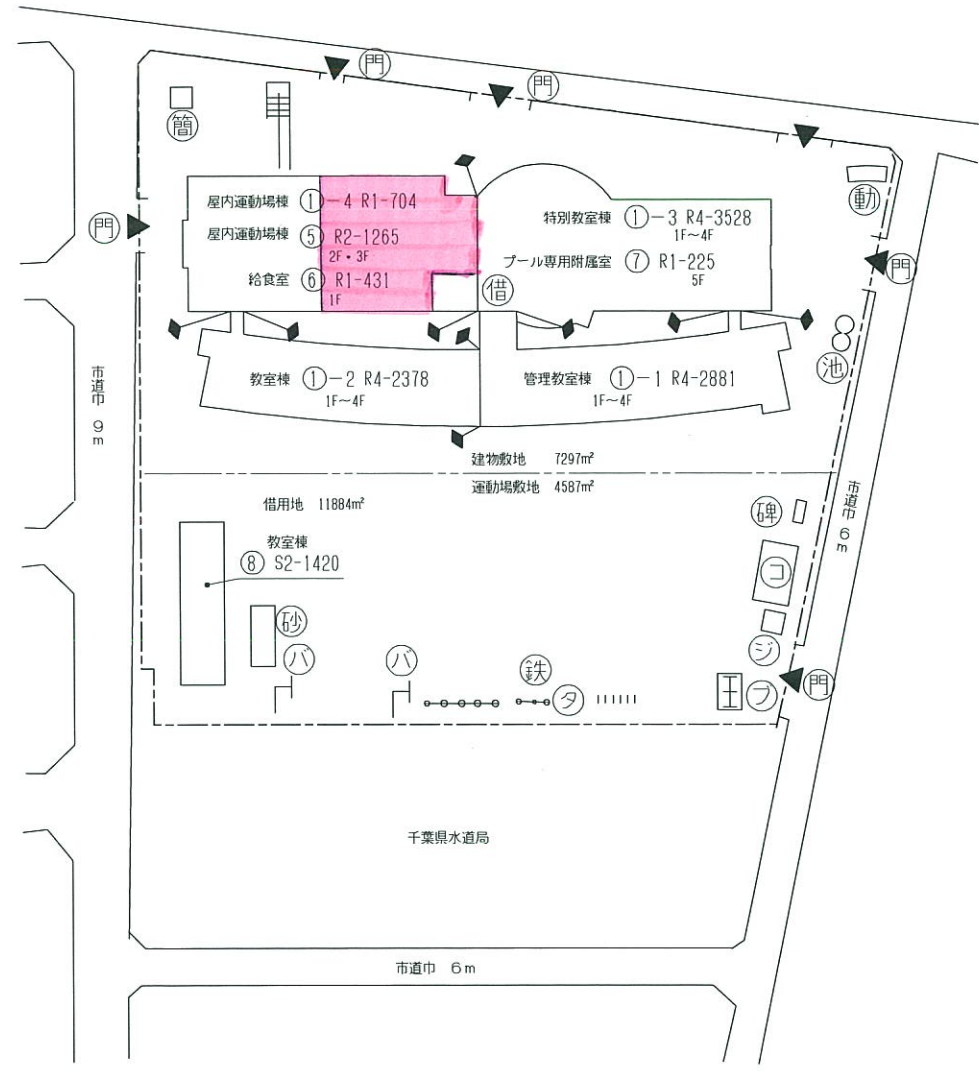 門
門
簡
動
屋内運動場棟 ①-4 R1-704
屋内運動場棟 ⑤ R2-1265
2F・3F
給食室 ⑥ R1-431
1F
特別教室棟 ①-3 R4-3528
1F~4F
プール専用附属室 ⑦ R1-225
5F
門
門
借
池
教室棟 ①-2 R4-2378
1F~4F
管理教室棟 ①-1 R4-2881
1F~4F
市道巾 9m
建物敷地 7297m²
運動場敷地 4587m²
借用地 11884m²
市道巾 6m
碑
教室棟
⑧ S2-1420
コ
砂
ジ
バ
バ
鉄
タ
ブ
門
千葉県水道局
市道巾 6m